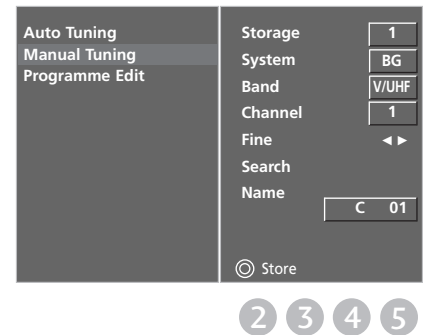 Auto Tuning
Manual Tuning
Programme Edit
Storage 1
System BG
Band V/UHF
Channel 1
Fine ◄ ►
Search
Name
C 01
Store
2 3 4 5